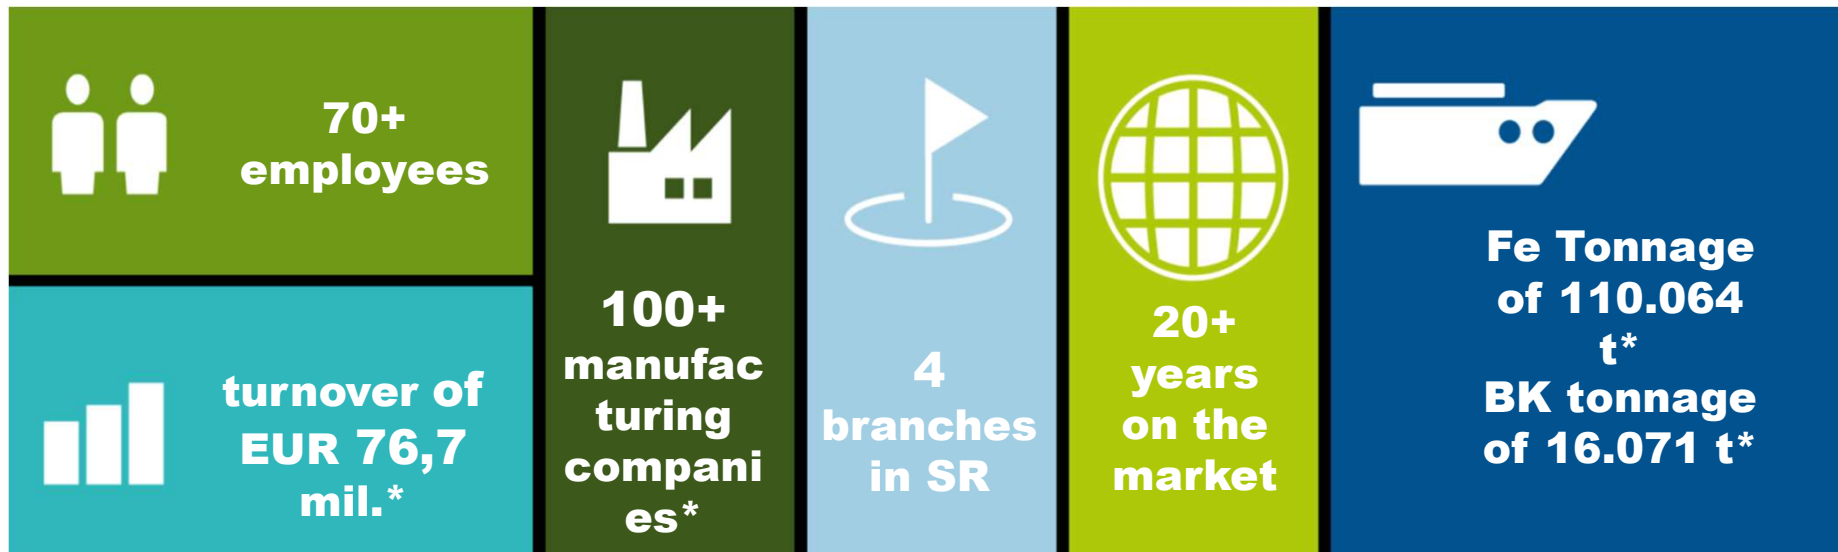 70+
employees
turnover of
EUR 76,7
mil.*
100+
manufac
turing
compani
es*
4
branches
in SR
20+
years
on the
market
Fe Tonnage
of 110.064
t*
BK tonnage
of 16.071 t*